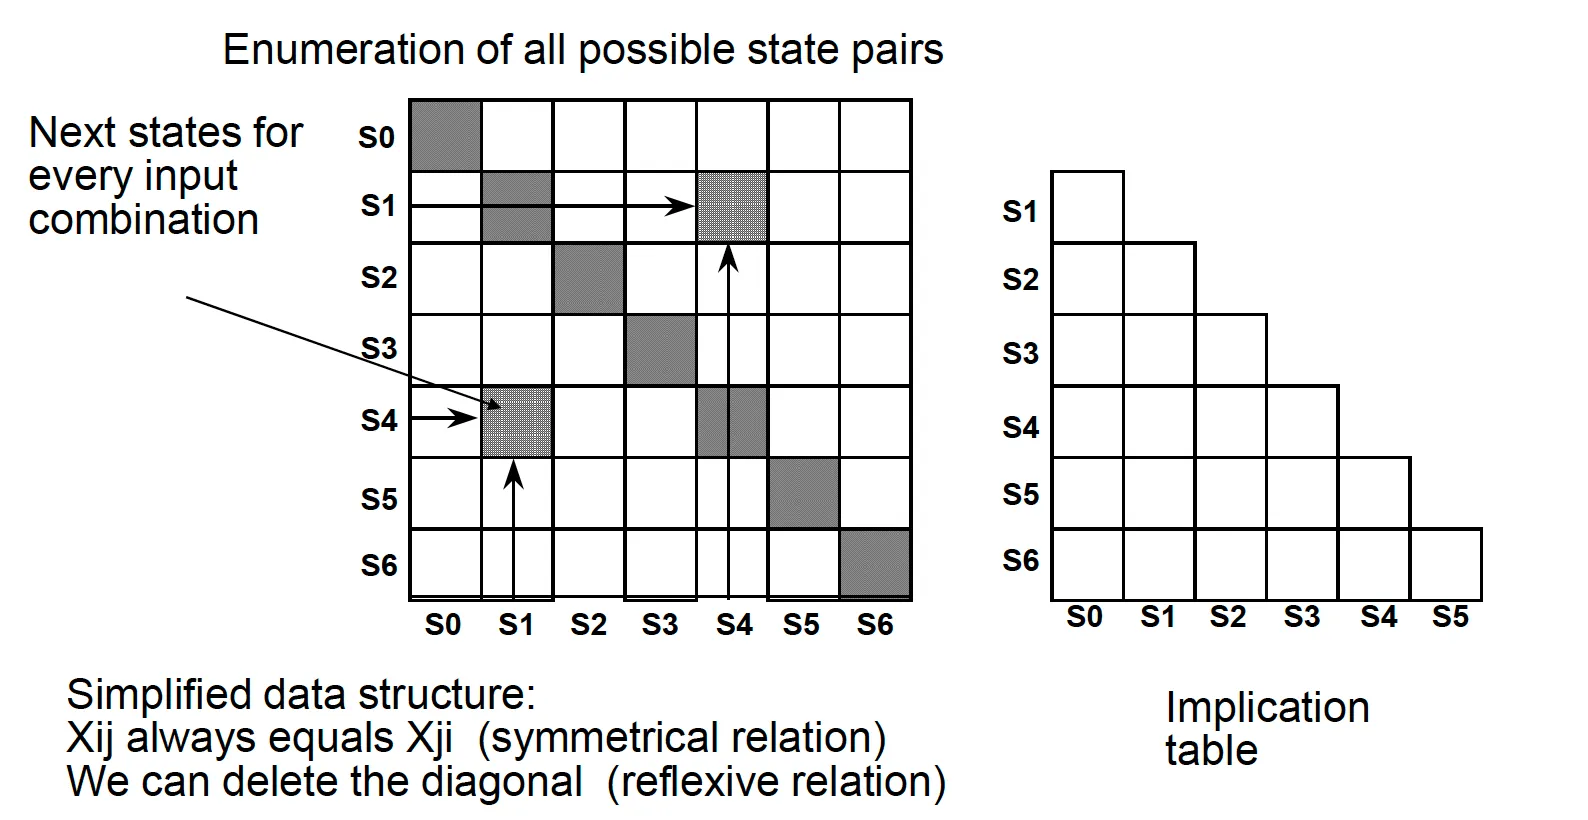 Enumeration of all possible state pairs
Next states for
every input
combination
S0
S1
S2
S3
S4
S5
S6
S0 S1 S2 S3 S4 S5 S6
S1
S2
S3
S4
S5
S6
S0 S1 S2 S3 S4 S5
Simplified data structure:
Xij always equals Xji (symmetrical relation)
We can delete the diagonal (reflexive relation)
Implication
table